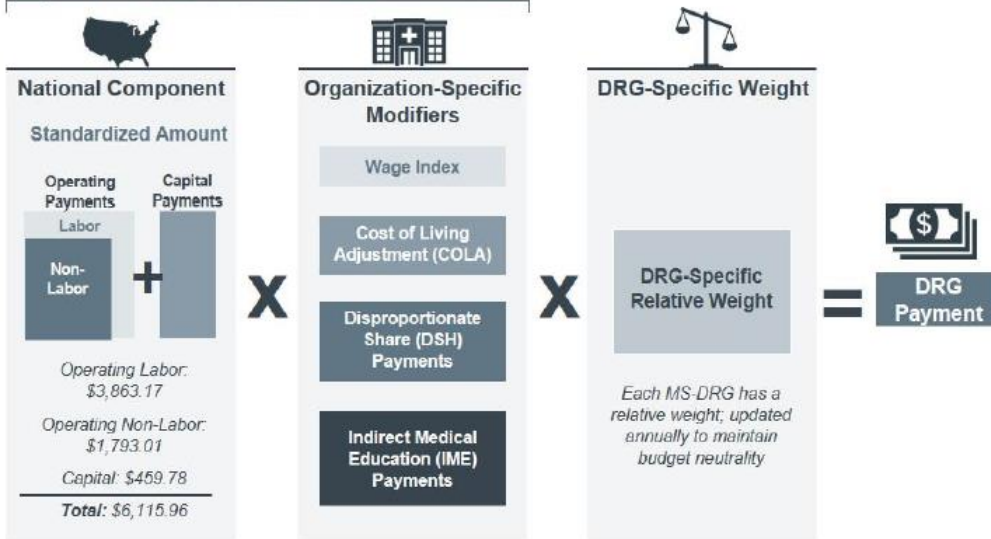 National Component
Standardized Amount
Operating
Payments
Capital
Payments
Labor
Non-
Labor
+
Operating Labor:
$3,863.17
Operating Non-Labor:
$1,793.01
Capital: $459.78
Total: $6,115.96
X
Organization-Specific
Modifiers
Wage Index
Cost of Living
Adjustment (COLA)
Disproportionate
Share (DSH)
Payments
Indirect Medical
Education (IME)
Payments
X
DRG-Specific Weight
DRG-Specific
Relative Weight
Each MS-DRG has a
relative weight; updated
annually to maintain
budget neutrality
=
$
DRG
Payment